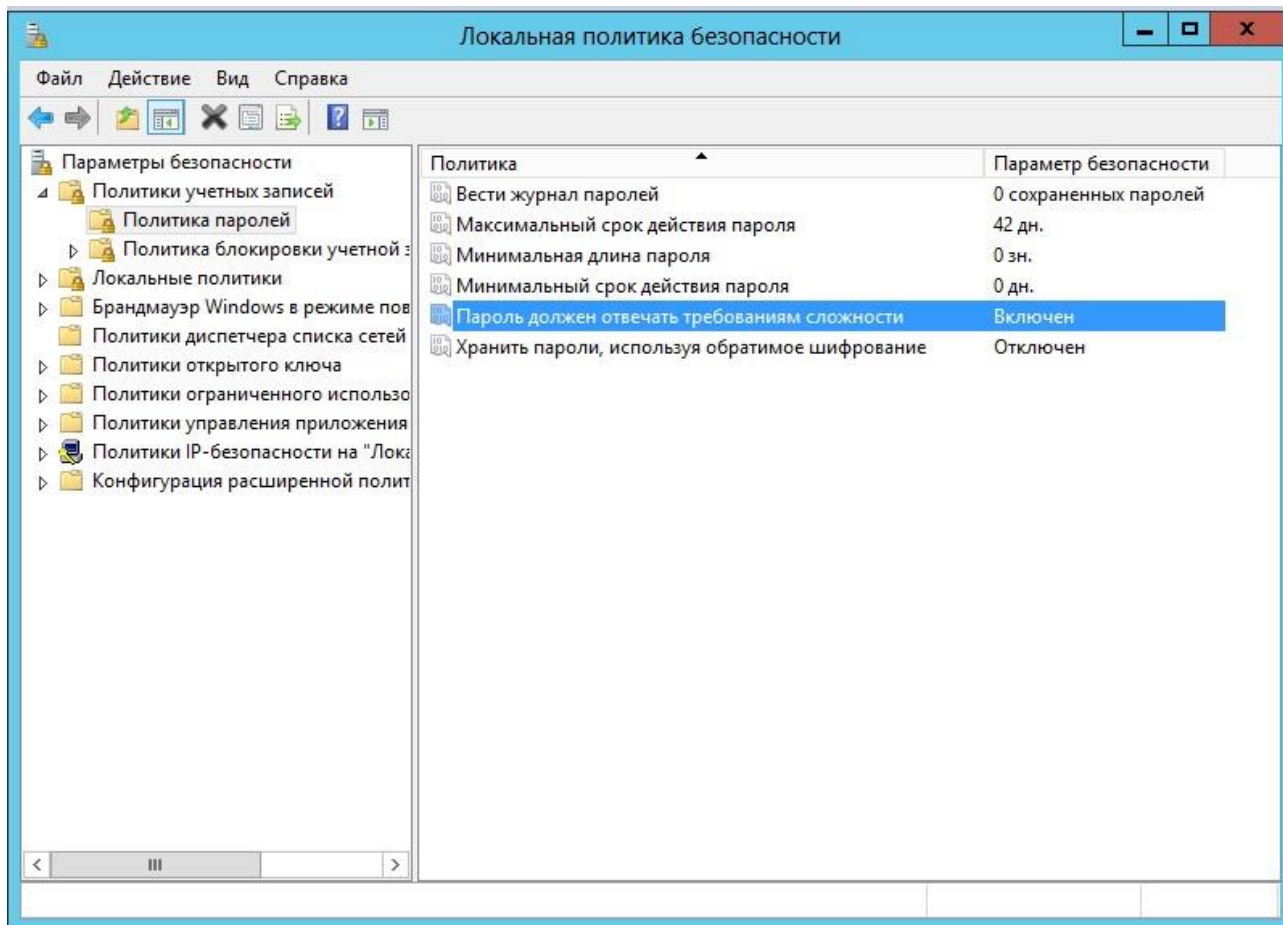 Локальная политика безопасности
Файл Действие Вид Справка
Параметры безопасности
Политики учетных записей
Политика паролей
Политика блокировки учетной з
Локальные политики
Брандмауэр Windows в режиме пов
Политики диспетчера списка сетей
Политики открытого ключа
Политики ограниченного использо
Политики управления приложения
Политики IP-безопасности на "Лока
Конфигурация расширенной полит
Политика Параметр безопасности
Вести журнал паролей 0 сохраненных паролей
Максимальный срок действия пароля 42 дн.
Минимальная длина пароля 0 зн.
Минимальный срок действия пароля 0 дн.
Пароль должен отвечать требованиям сложности Включен
Хранить пароли, используя обратимое шифрование Отключен